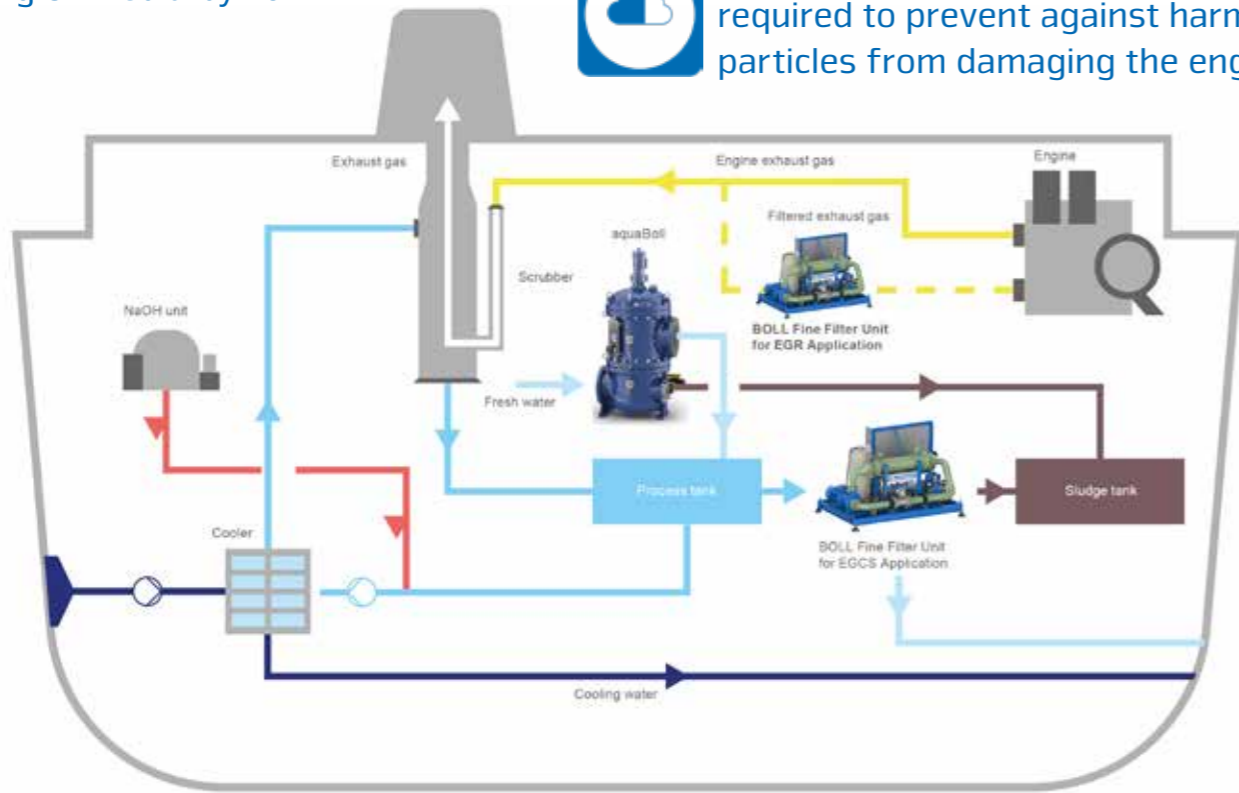 required to prevent against harm
particles from damaging the eng
Exhaust gas
Engine exhaust gas
Engine
Filtered exhaust gas
aquaBoll
Scrubber
NaOH unit
BOLL Fine Filter Unit
for EGR Application
Fresh water
Process tank
Sludge tank
Cooler
BOLL Fine Filter Unit
for EGCS Application
Cooling water